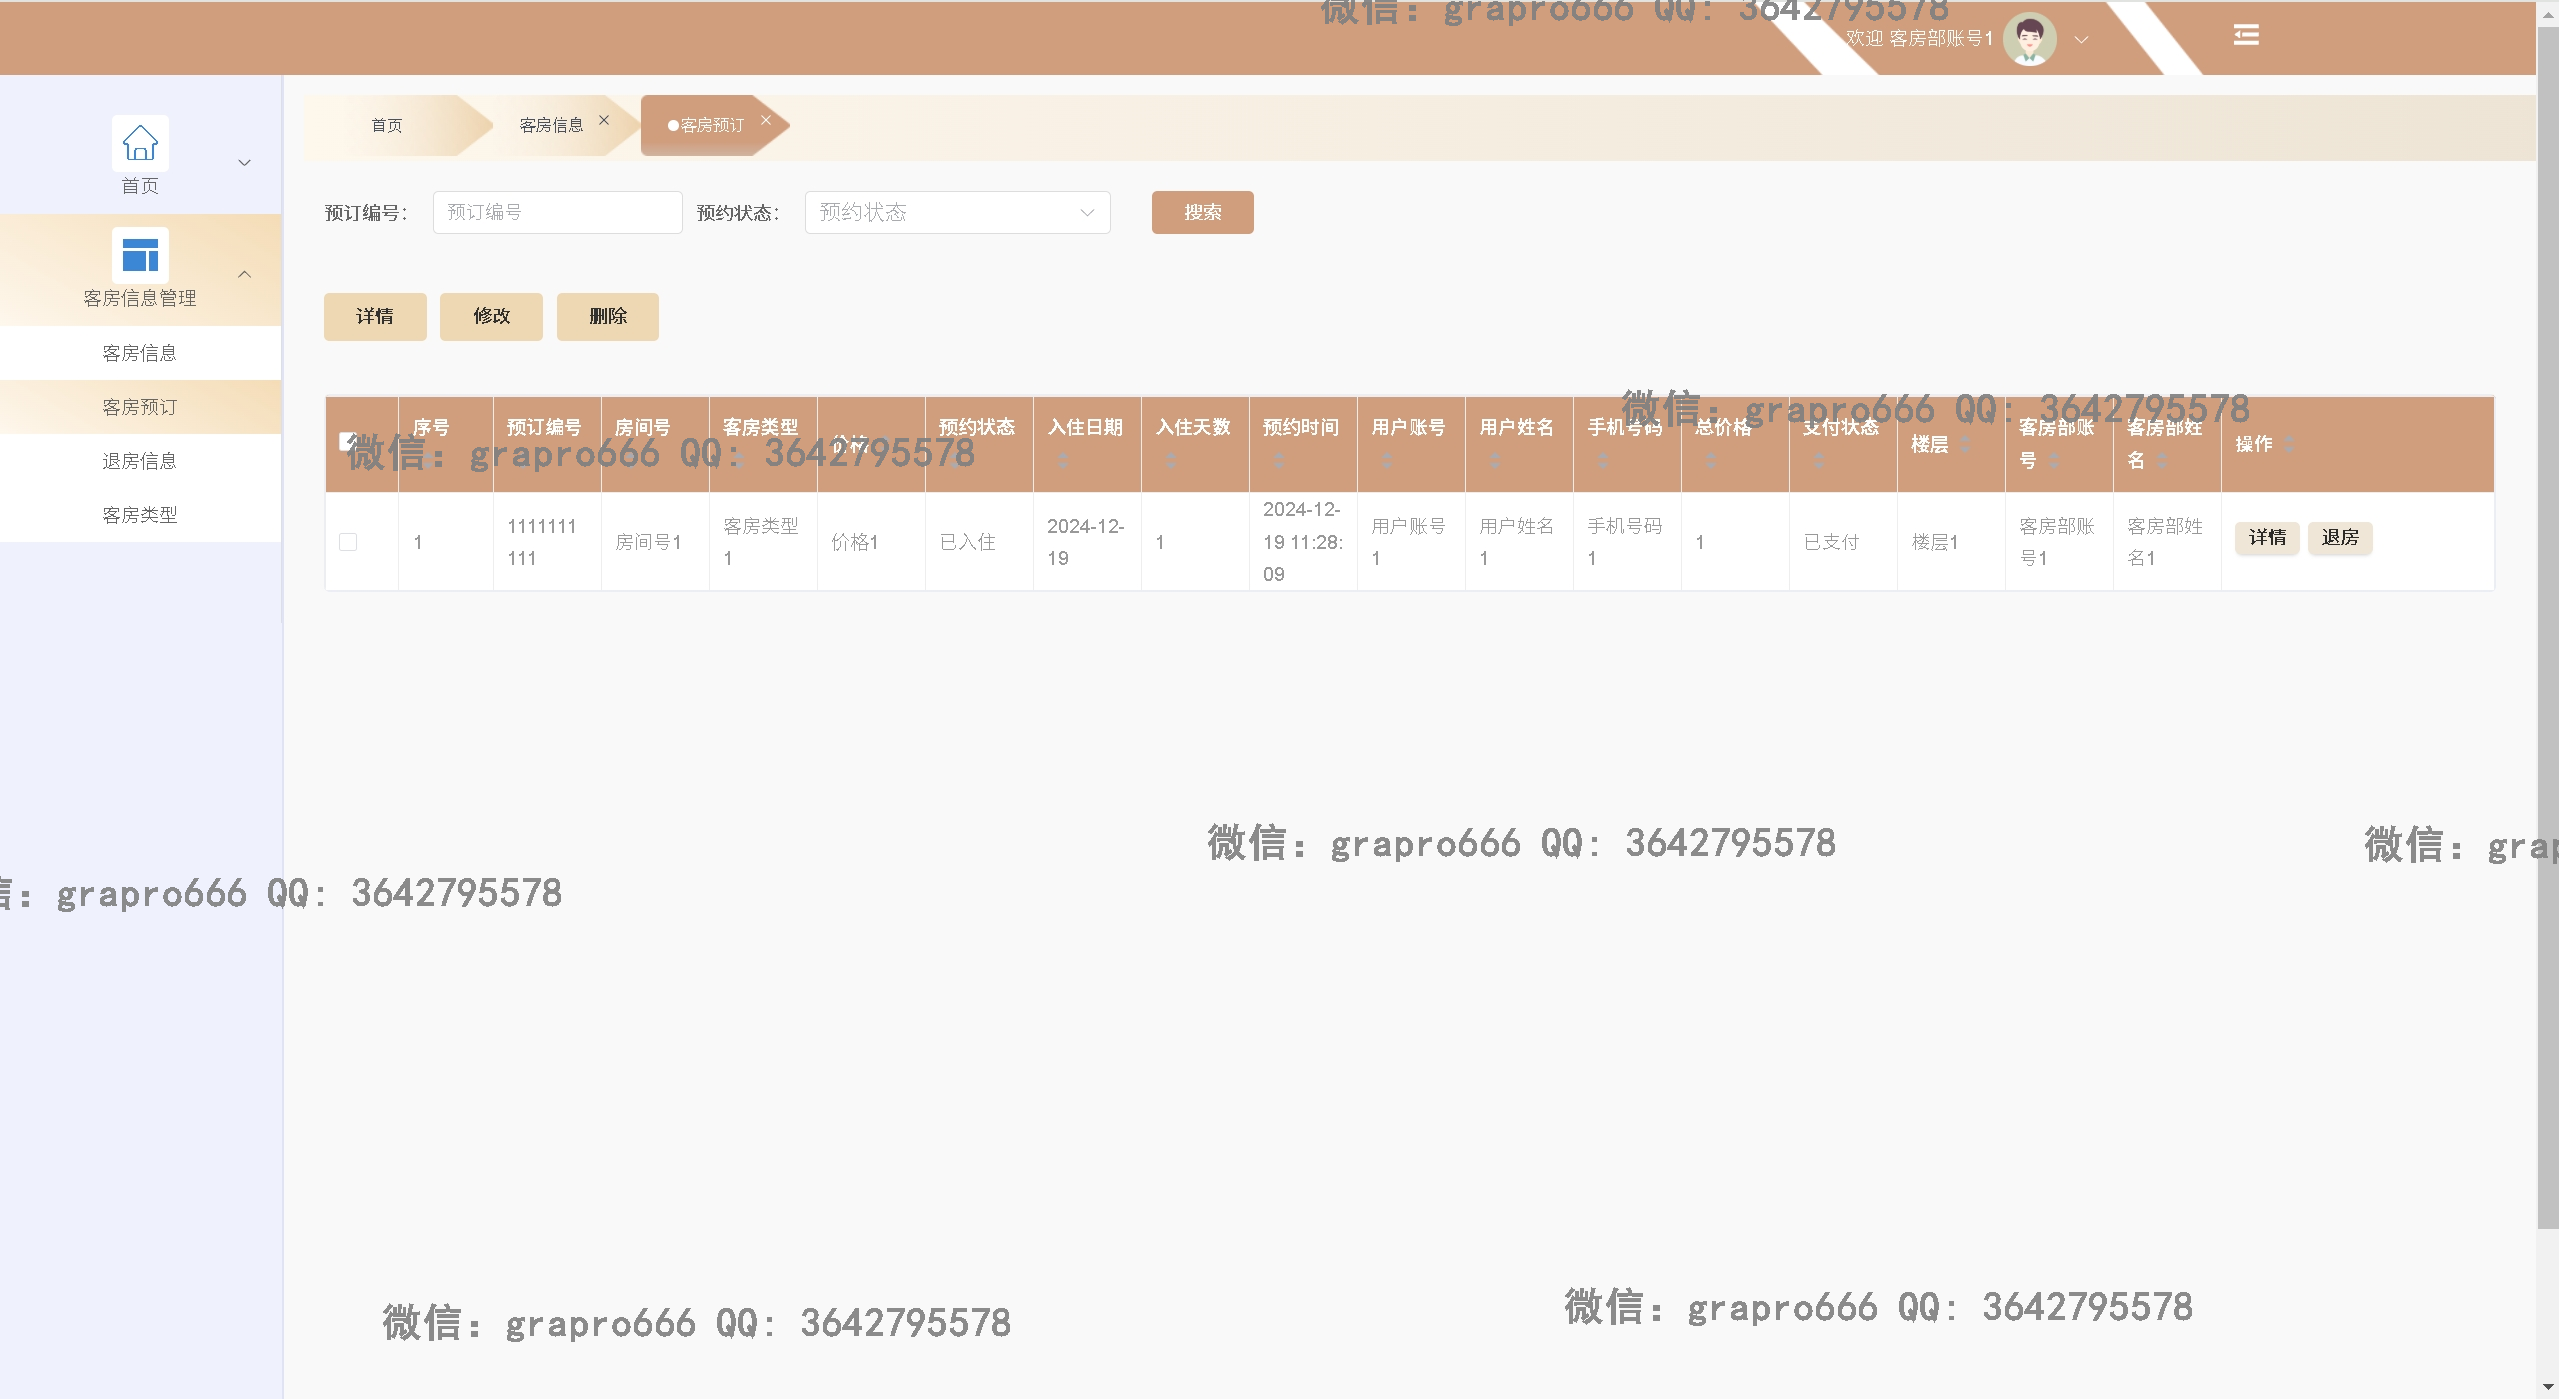 微信: grapro666 QQ: 3642795578
欢迎 客房部账号1
首页
客房信息管理
客房信息
客房预订
退房信息
客房类型
首页 客房信息 客房预订
预订编号: 预订编号 预约状态: 预约状态 搜索
详情 修改 删除
微信: grapro666 QQ: 3642795578
序号 预订编号 房间号 客房类型 价格 预约状态 入住日期 入住天数 预约时间 用户账号 用户姓名 手机号码 总价格 支付状态 楼层 客房部账号 客房部姓名 操作
微信: grapro666 QQ: 3642795578
1 1111111111 房间号1 客房类型1 价格1 已入住 2024-12-19 1 2024-12-19 11:28:09 用户账号1 用户姓名1 手机号码1 1 已支付 楼层1 客房部账号1 客房部姓名1 详情 退房
微信: grapro666 QQ: 3642795578
微信: grap
信: grapro666 QQ: 3642795578
微信: grapro666 QQ: 3642795578
微信: grapro666 QQ: 3642795578